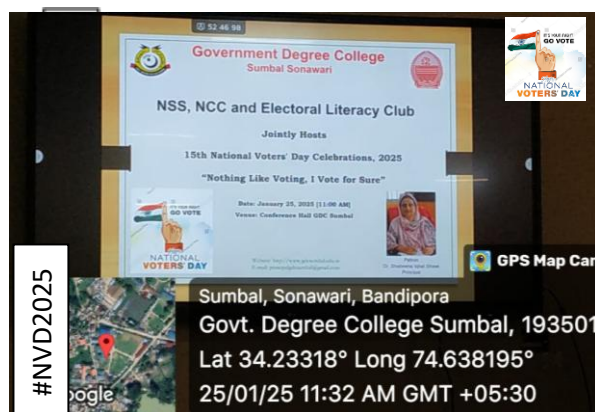 52 46 98
IT'S YOUR RIGHT
GO VOTE
NATIONAL
VOTERS' DAY
Government Degree College
Sumbal Sonawari
NSS, NCC and Electoral Literacy Club
Jointly Hosts
15th National Voters' Day Celebrations, 2025
"Nothing Like Voting, I Vote for Sure"
Date: January 25, 2025 [11:00 AM]
Venue: Conference Hall GDC Sumbal
IT'S YOUR RIGHT
GO VOTE
NATIONAL
VOTERS' DAY
Patron
Principal
#NVD2025
GPS Map Cam
Sumbal, Sonawari, Bandipora
Govt. Degree College Sumbal, 193501
Lat 34.23318° Long 74.638195°
25/01/25 11:32 AM GMT +05:30
oogle